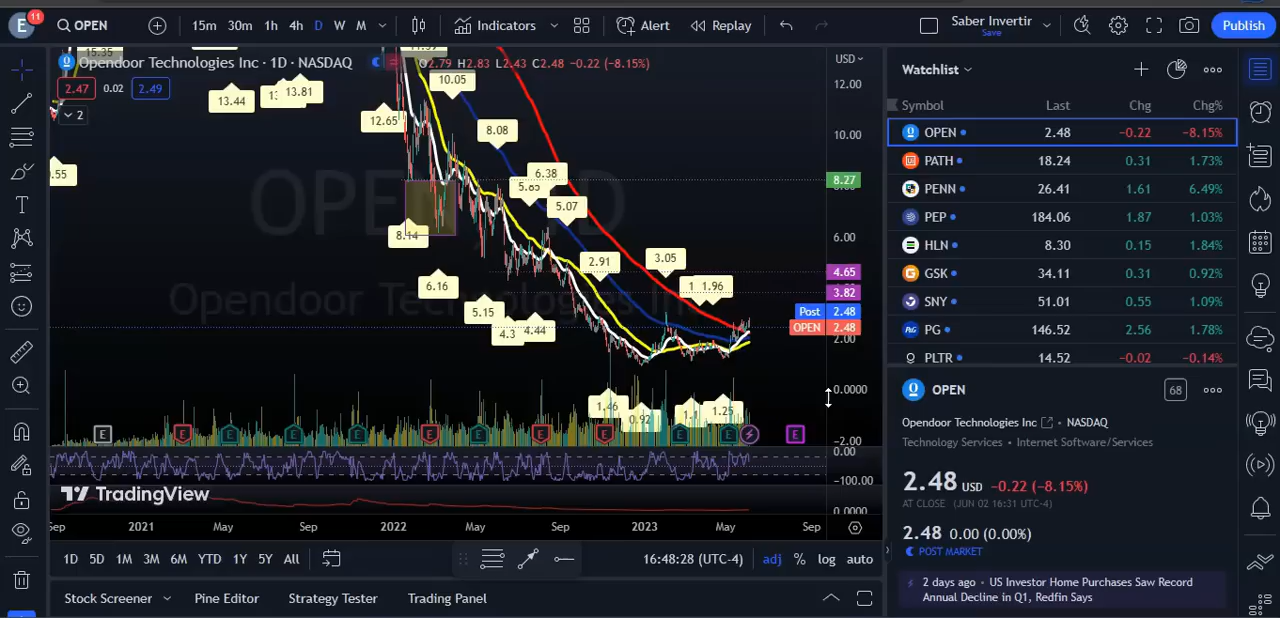 E 11 OPEN 15m 30m 1h 4h D W M Indicators Alert Replay Saber Invertir Save Publish
Opendoor Technologies Inc · 1D · NASDAQ O2.79 H2.83 L2.43 C2.48 −0.22 (−8.15%)
2.47 0.02 2.49
2
15.35
13.44
13.81
12.65
10.05
8.08
6.38
5.07
8.14
6.16
5.15
4.44
2.91
3.05
1.96
1.46
0.92
1.25
USD
12.00
10.00
8.27
6.00
4.65
3.82
Post 2.48
OPEN 2.48
2.00
0.0000
−2.00
0.00
−100.00
0.0000
E E E E E E E E E E E E
TradingView
Sep 2021 May Sep 2022 May Sep 2023 May Sep
1D 5D 1M 3M 6M YTD 1Y 5Y All 16:48:28 (UTC-4) adj % log auto
Stock Screener Pine Editor Strategy Tester Trading Panel
Watchlist
Symbol Last Chg Chg%
OPEN 2.48 −0.22 −8.15%
PATH 18.24 0.31 1.73%
PENN 26.41 1.61 6.49%
PEP 184.06 1.87 1.03%
HLN 8.30 0.15 1.84%
GSK 34.11 0.31 0.92%
SNY 51.01 0.55 1.09%
PG 146.52 2.56 1.78%
PLTR 14.52 −0.02 −0.14%
OPEN 68
Opendoor Technologies Inc · NASDAQ
Technology Services · Internet Software/Services
2.48 USD −0.22 (−8.15%)
AT CLOSE (JUN 02 16:31 UTC-4)
2.48 0.00 (0.00%)
POST MARKET
2 days ago · US Investor Home Purchases Saw Record
Annual Decline in Q1, Redfin Says